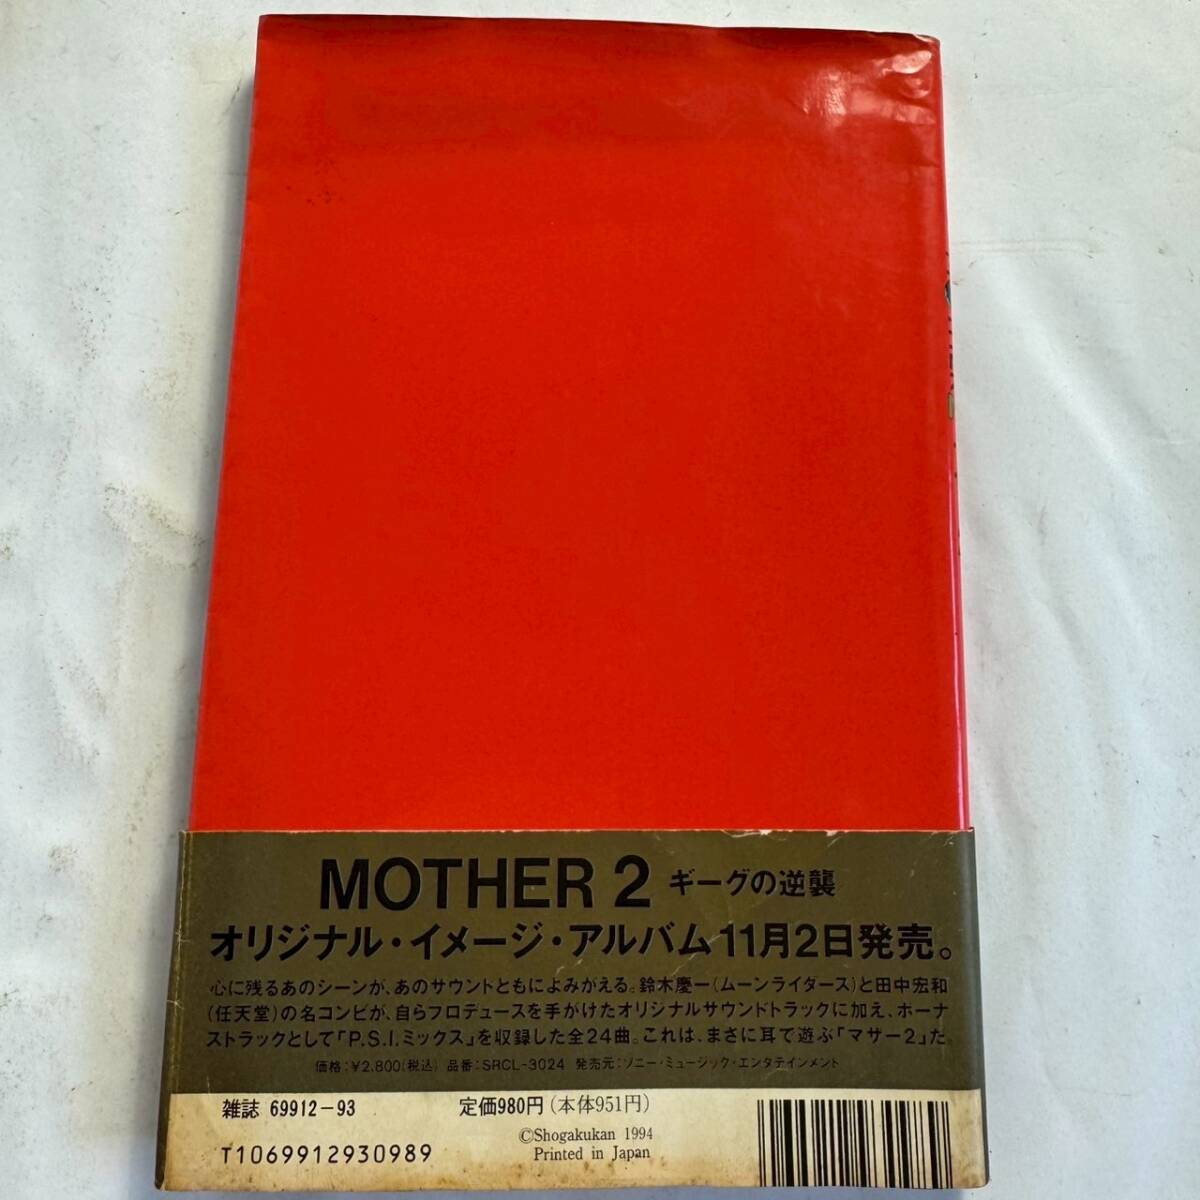 MOTHER 2 ギーグの逆襲
オリジナル・イメージ・アルバム11月2日発売。
心に残るあのシーンが、あのサウントともによみがえる。鈴木慶一(ムーンライダース)と田中宏和
(任天堂)の名コンビが、自らプロデュースを手がけたオリジナルサウンドトラックに加え、ボーナ
ストラックとして「P.S.I.ミックス」を収録した全24曲。これは、まさに耳で遊ぶ「マザー2」だ。
価格:¥2,800(税込) 品番:SRCL-3024 発売元:ソニー・ミュージック・エンタテインメント
雑誌 69912-93 定価980円(本体951円)
©Shogakukan 1994
T1069912930989 Printed in Japan